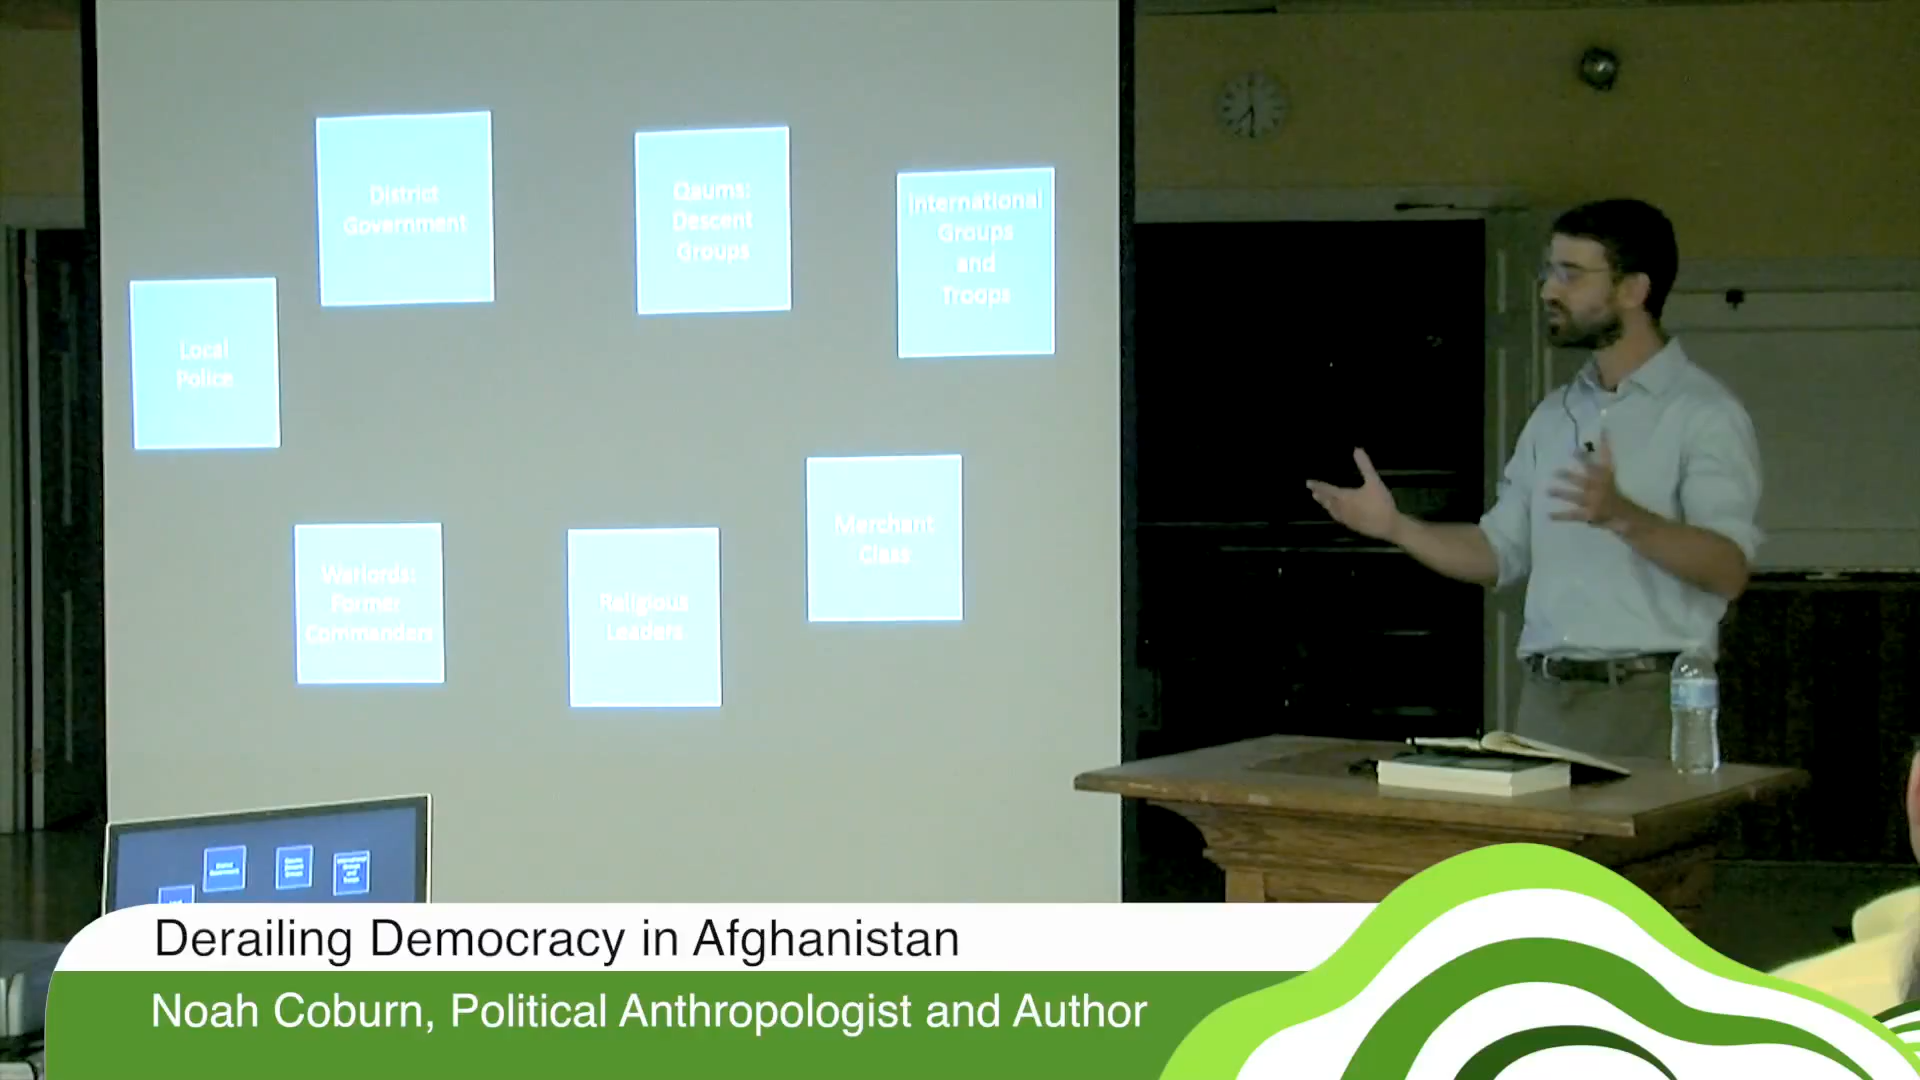 District
Government
Qaums:
Descent
Groups
International
Groups
and
Troops
Local
Police
Warlords:
Former
Commanders
Religious
Leaders
Merchant
Class
Derailing Democracy in Afghanistan
Noah Coburn, Political Anthropologist and Author